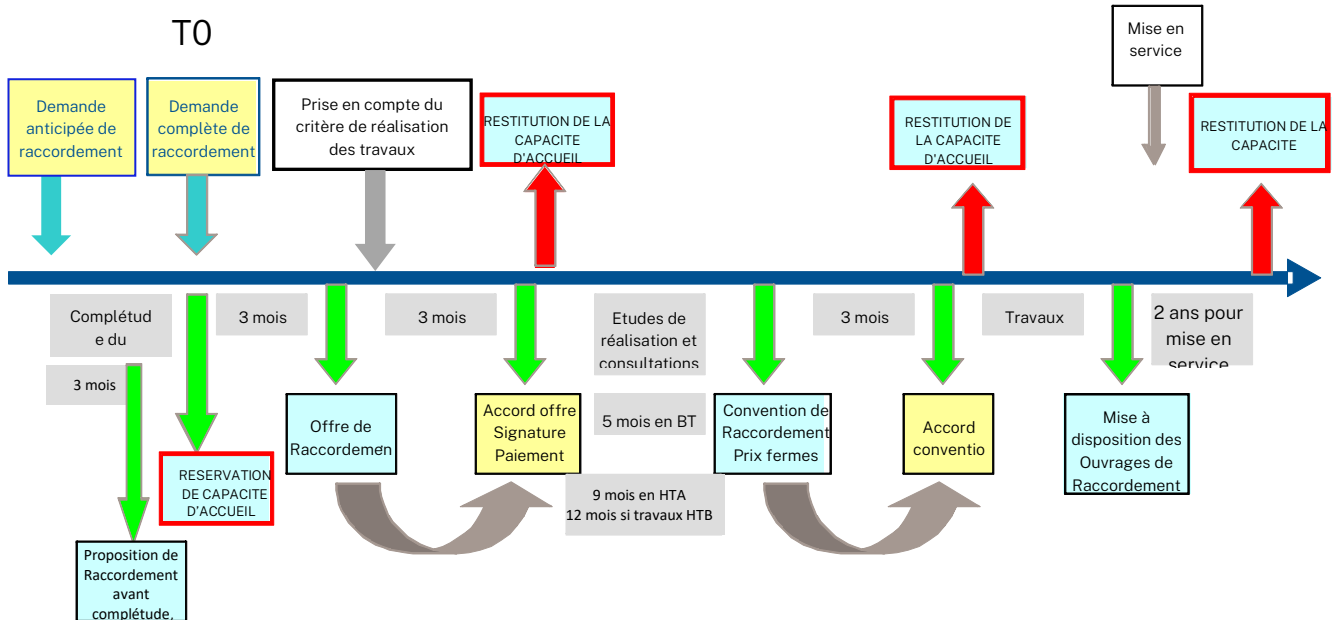 T0
Mise en
service
Demande
anticipée de
raccordement
Demande
complète de
raccordement
Prise en compte du
critère de réalisation
des travaux
RESTITUTION DE LA
CAPACITE
D'ACCUEIL
RESTITUTION DE
LA CAPACITE
D'ACCUEIL
RESTITUTION DE LA
CAPACITE
Complétud
e du
3 mois
3 mois
3 mois
Etudes de
réalisation et
consultations
3 mois
Travaux
2 ans pour
mise en
service
Offre de
Raccordemen
Accord offre
Signature
Paiement
5 mois en BT
Convention de
Raccordement
Prix fermes
Accord
conventio
Mise à
disposition des
Ouvrages de
Raccordement
RESERVATION
DE CAPACITE
D'ACCUEIL
9 mois en HTA
12 mois si travaux HTB
Proposition de
Raccordement
avant
complétude,